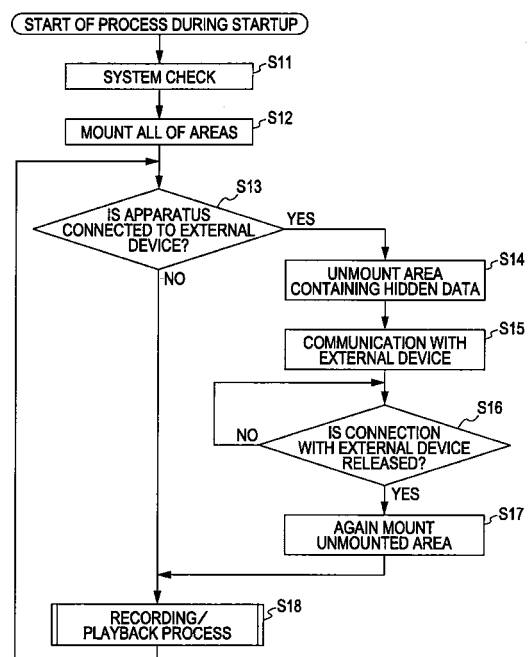 START OF PROCESS DURING STARTUP
S11
SYSTEM CHECK
S12
MOUNT ALL OF AREAS
S13
IS APPARATUS
CONNECTED TO EXTERNAL
DEVICE?
YES
NO
S14
UNMOUNT AREA
CONTAINING HIDDEN DATA
S15
COMMUNICATION WITH
EXTERNAL DEVICE
S16
IS CONNECTION
WITH EXTERNAL DEVICE
RELEASED?
NO
YES
S17
AGAIN MOUNT
UNMOUNTED AREA
S18
RECORDING/
PLAYBACK PROCESS